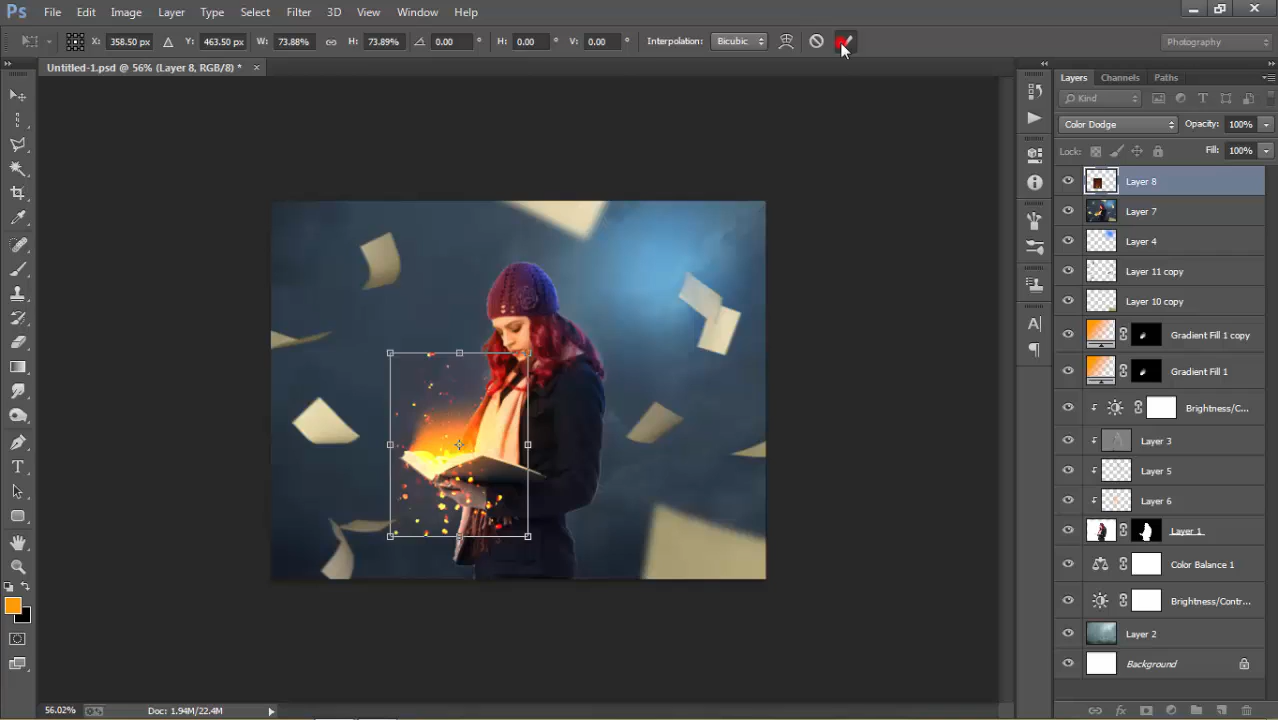 Ps File Edit Image Layer Type Select Filter 3D View Window Help
X: 358.50 px Y: 463.50 px W: 73.88% H: 73.89% 0.00 ° H: 0.00 ° V: 0.00 ° Interpolation: Bicubic Photography
Untitled-1.psd @ 56% (Layer 8, RGB/8) * ×
Layers Channels Paths
Kind
Color Dodge Opacity: 100%
Lock: Fill: 100%
Layer 8
Layer 7
Layer 4
Layer 11 copy
Layer 10 copy
Gradient Fill 1 copy
Gradient Fill 1
Brightness/C...
Layer 3
Layer 5
Layer 6
Layer 1
Color Balance 1
Brightness/Contr...
Layer 2
Background
56.02% Doc: 1.94M/22.4M